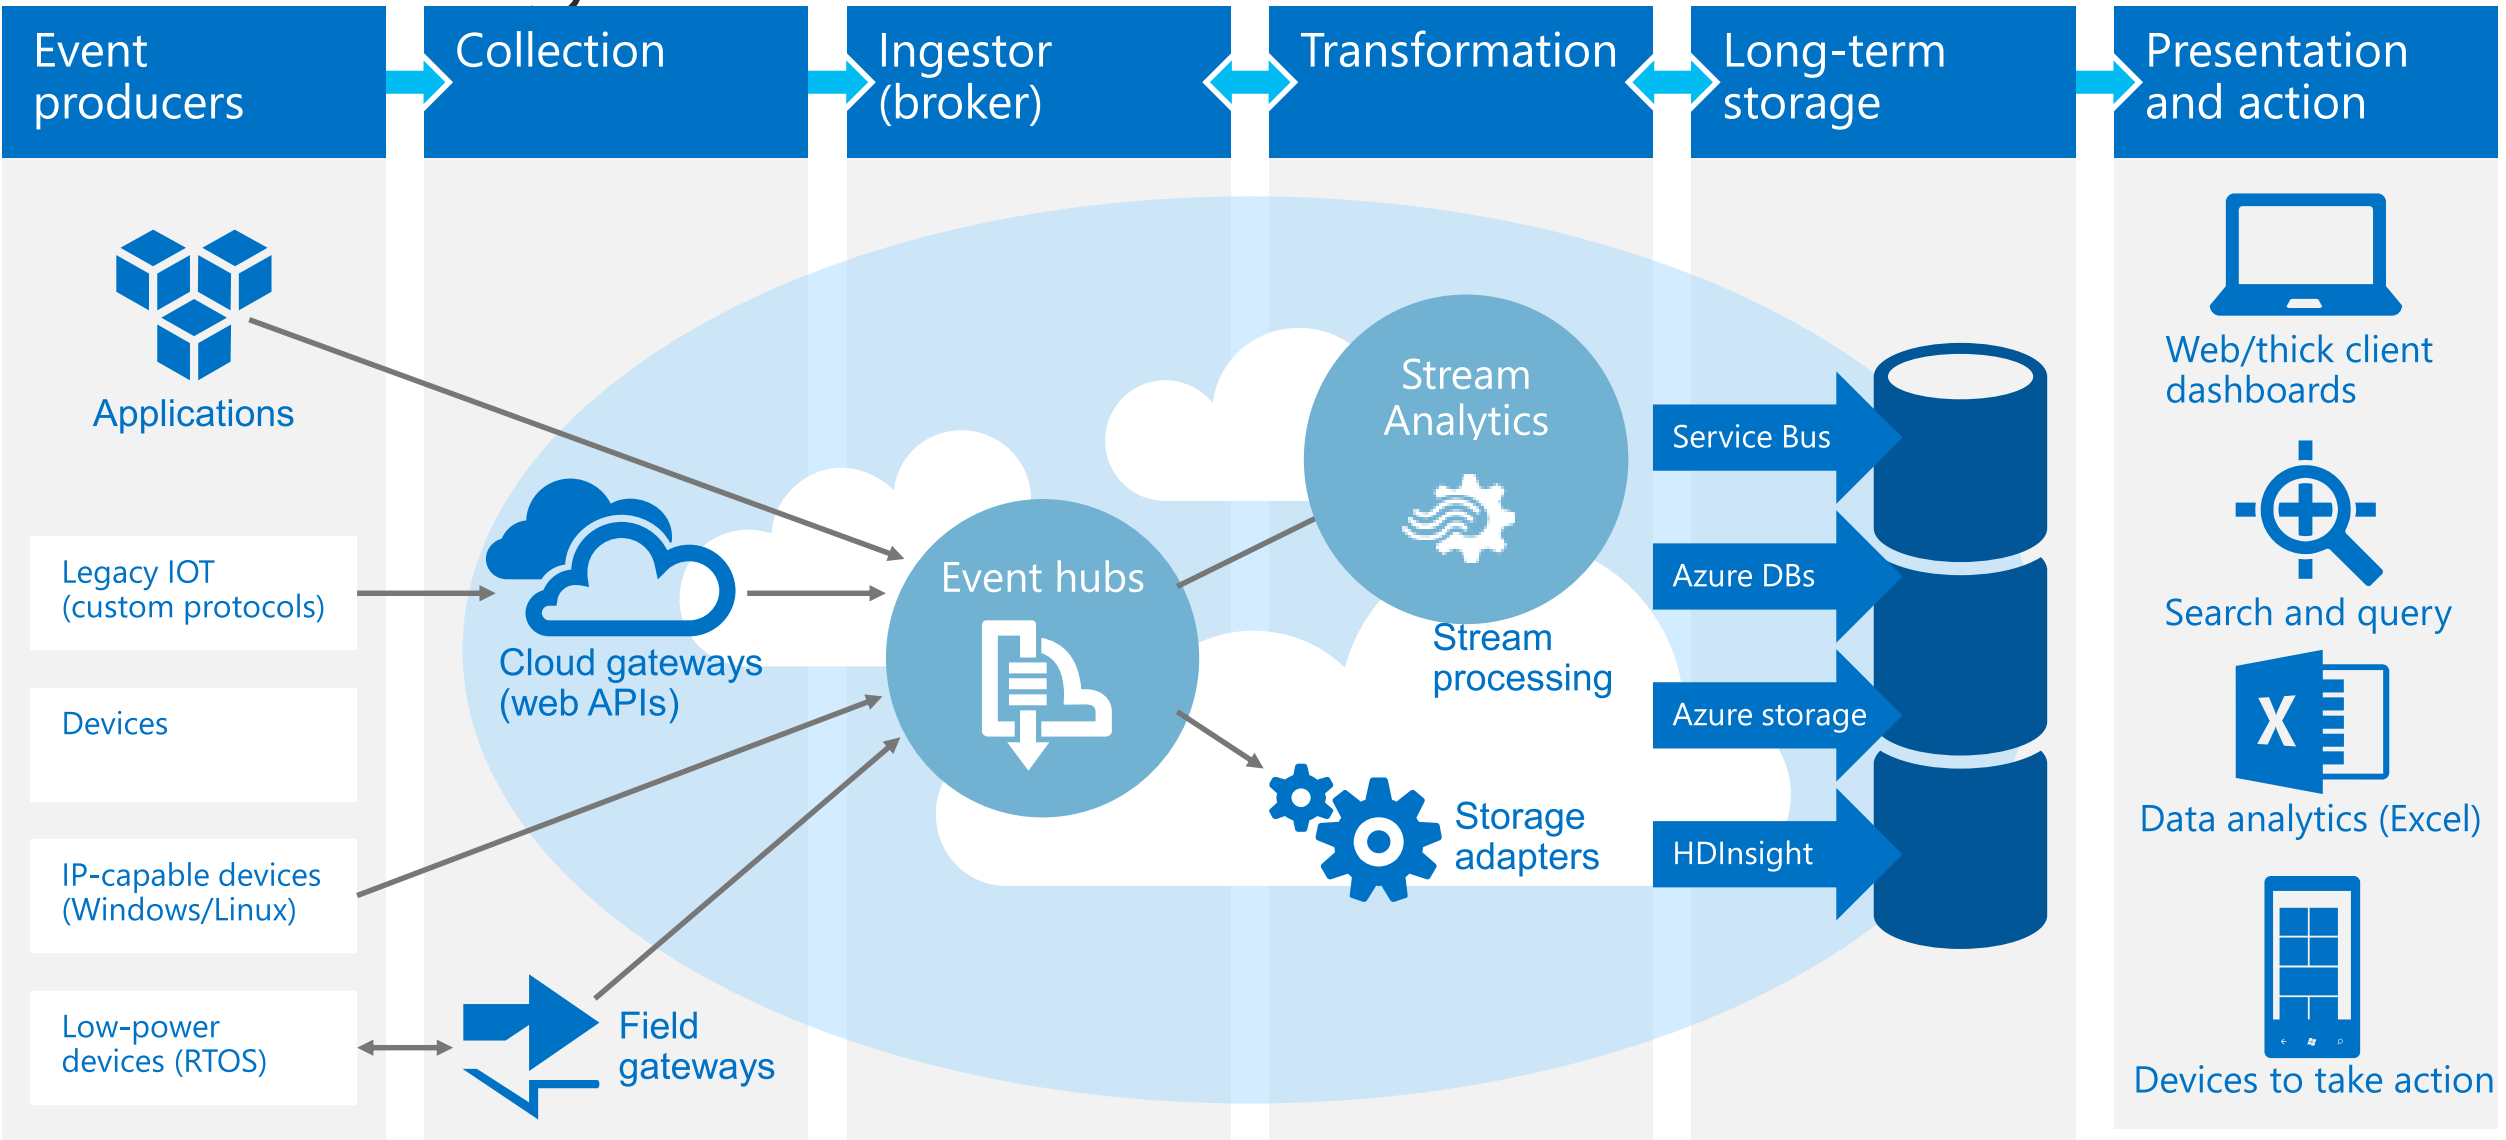 Event
producers
Collection
Ingestor
(broker)
Transformation
Long-term
storage
Presentation
and action
Applications
Legacy IOT
(custom protocols)
Devices
IP-capable devices
(Windows/Linux)
Low-power
devices (RTOS)
Cloud gateways
(web APIs)
Field
gateways
Event hubs
Stream
Analytics
Stream
processing
Storage
adapters
Service Bus
Azure DBs
Azure storage
HDInsight
Web/thick client
dashboards
Search and query
X
Data analytics (Excel)
Devices to take action